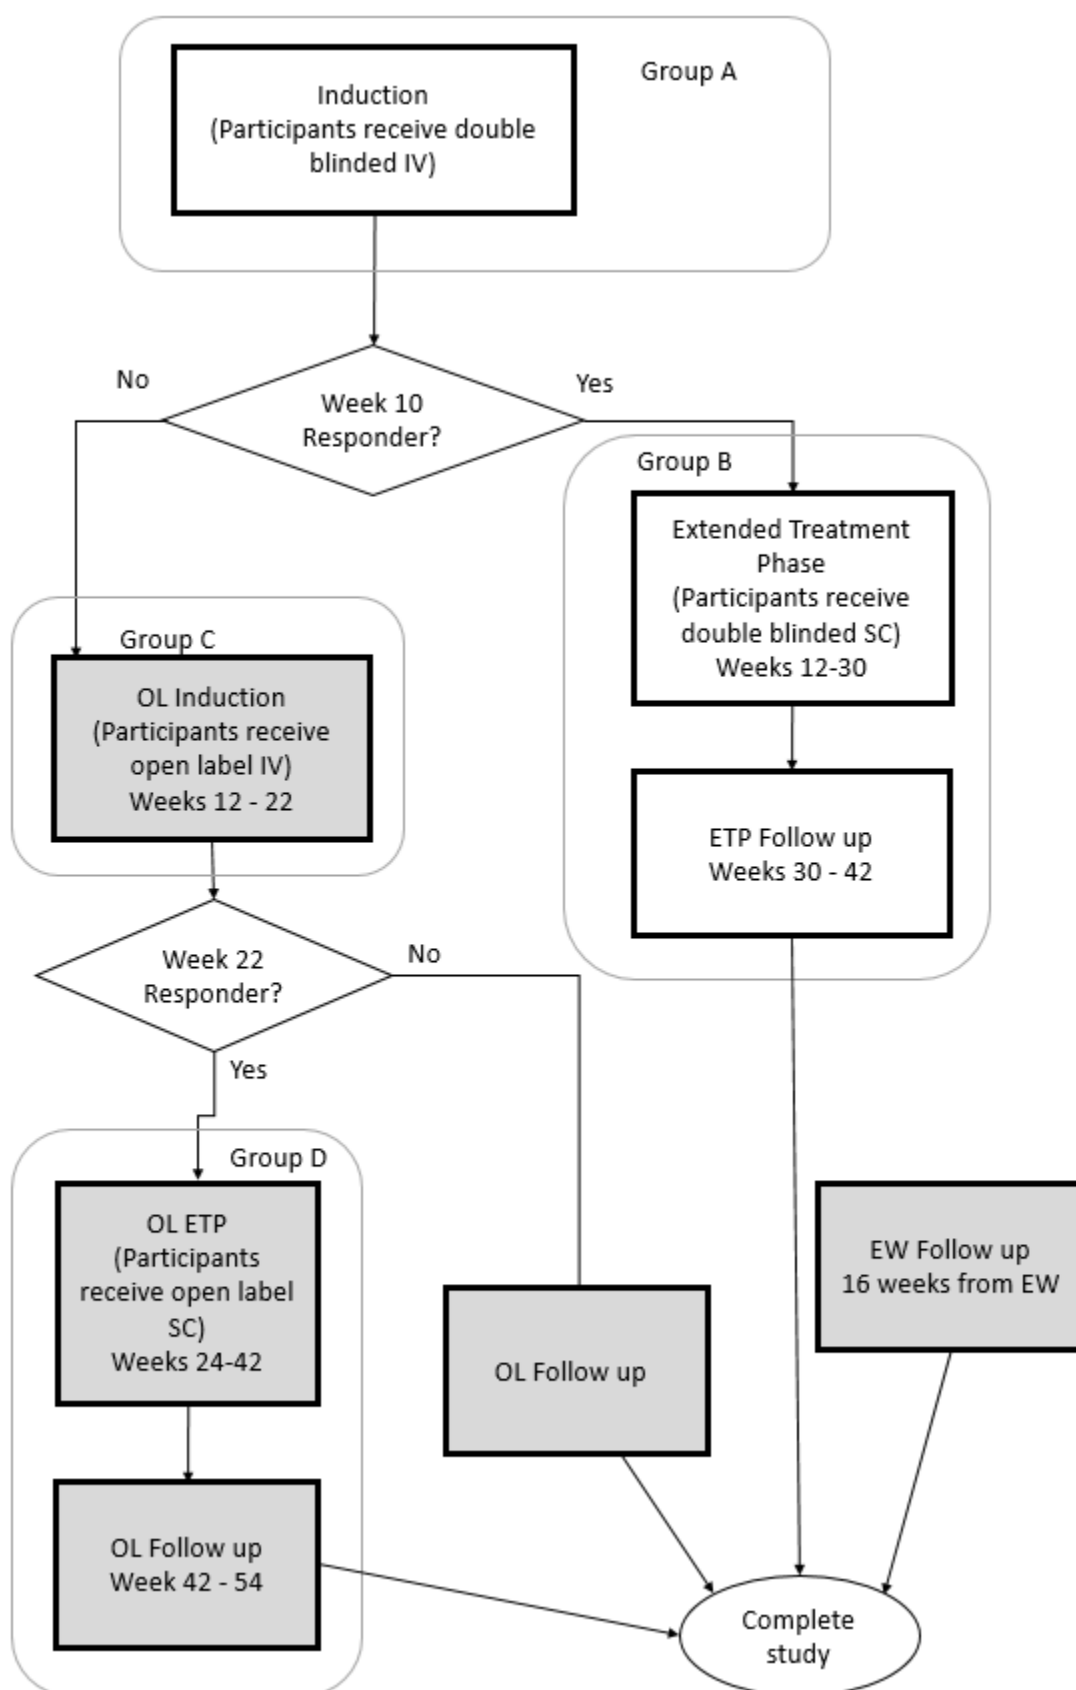 Group A
Induction
(Participants receive double
blinded IV)
No
Yes
Week 10
Responder?
Group B
Extended Treatment
Phase
(Participants receive
double blinded SC)
Weeks 12-30
Group C
OL Induction
(Participants receive
open label IV)
Weeks 12 - 22
ETP Follow up
Weeks 30 - 42
Week 22
Responder?
No
Yes
Group D
OL ETP
(Participants
receive open label
SC)
Weeks 24-42
EW Follow up
16 weeks from EW
OL Follow up
OL Follow up
Week 42 - 54
Complete
study